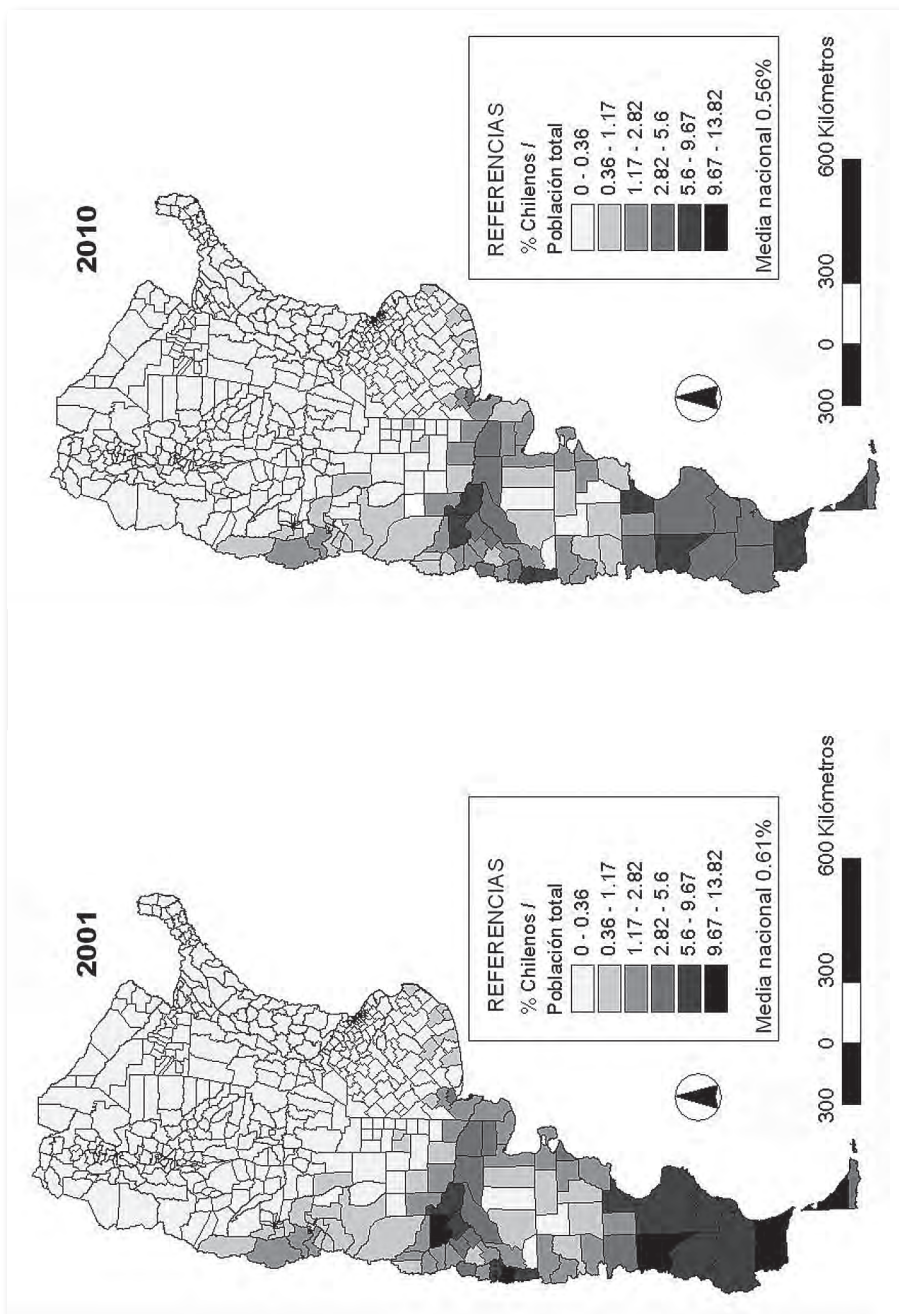 2010
REFERENCIAS
% Chilenos /
Población total
0 - 0.36
0.36 - 1.17
1.17 - 2.82
2.82 - 5.6
5.6 - 9.67
9.67 - 13.82
Media nacional 0.56%
300 0 300 600 Kilómetros
2001
REFERENCIAS
% Chilenos /
Población total
0 - 0.36
0.36 - 1.17
1.17 - 2.82
2.82 - 5.6
5.6 - 9.67
9.67 - 13.82
Media nacional 0.61%
300 0 300 600 Kilómetros